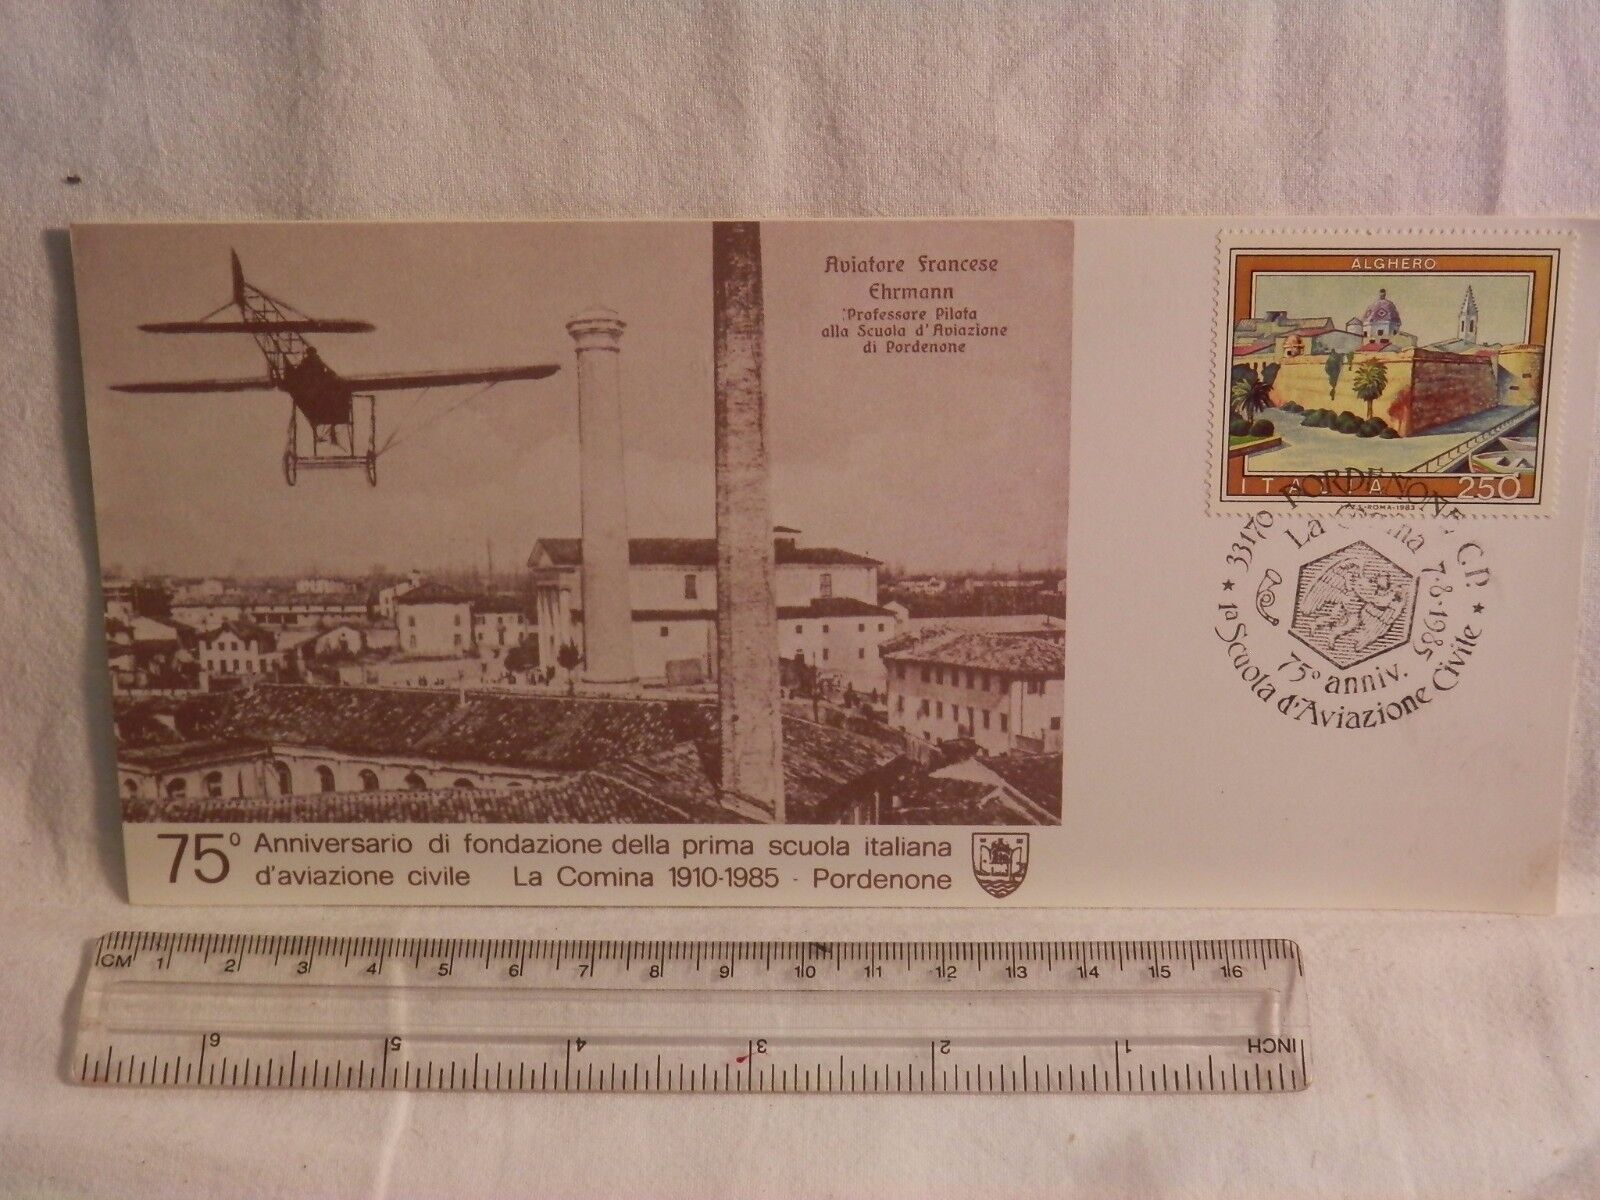 Aviatore Francese
Ehrmann
Professore Pilota
alla Scuola d'Aviazione
di Pordenone
ALGHERO
ITALIA 250
I.P.Z.S.-ROMA-1983
33170 PORDENONE C.P.
La Comina 7·8·1985
75° anniv.
★ 1ª Scuola d'Aviazione Civile ★
75° Anniversario di fondazione della prima scuola italiana
d'aviazione civile La Comina 1910-1985 - Pordenone
CM 1 2 3 4 5 6 7 8 9 10 11 12 13 14 15 16
6 5 4 3 2 1 INCH